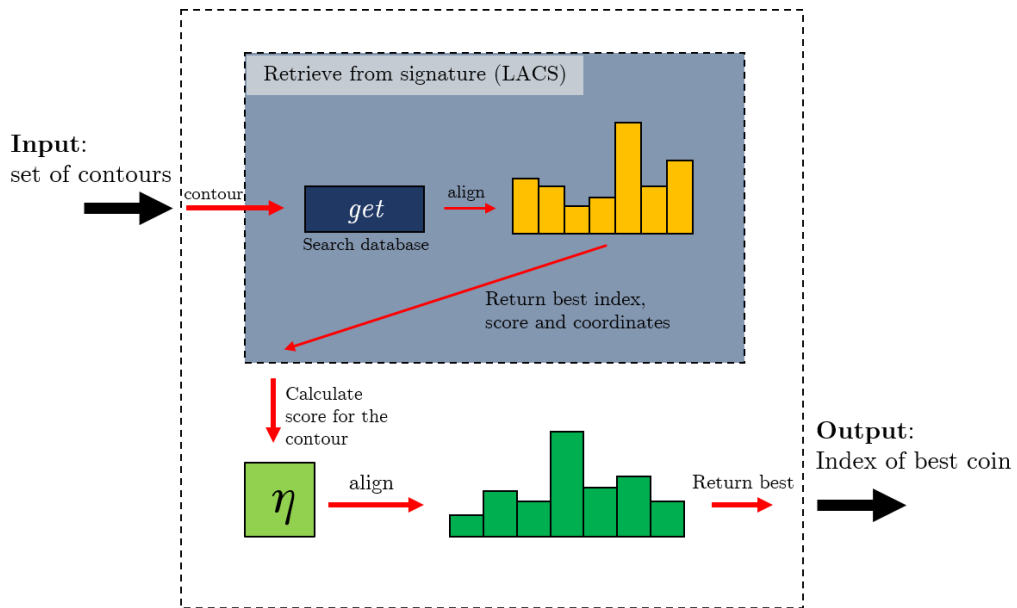 Retrieve from signature (LACS)
Input:
set of contours
contour
get
align
Search database
Return best index,
score and coordinates
Calculate
score for the
contour
η
align
Return best
Output:
Index of best coin